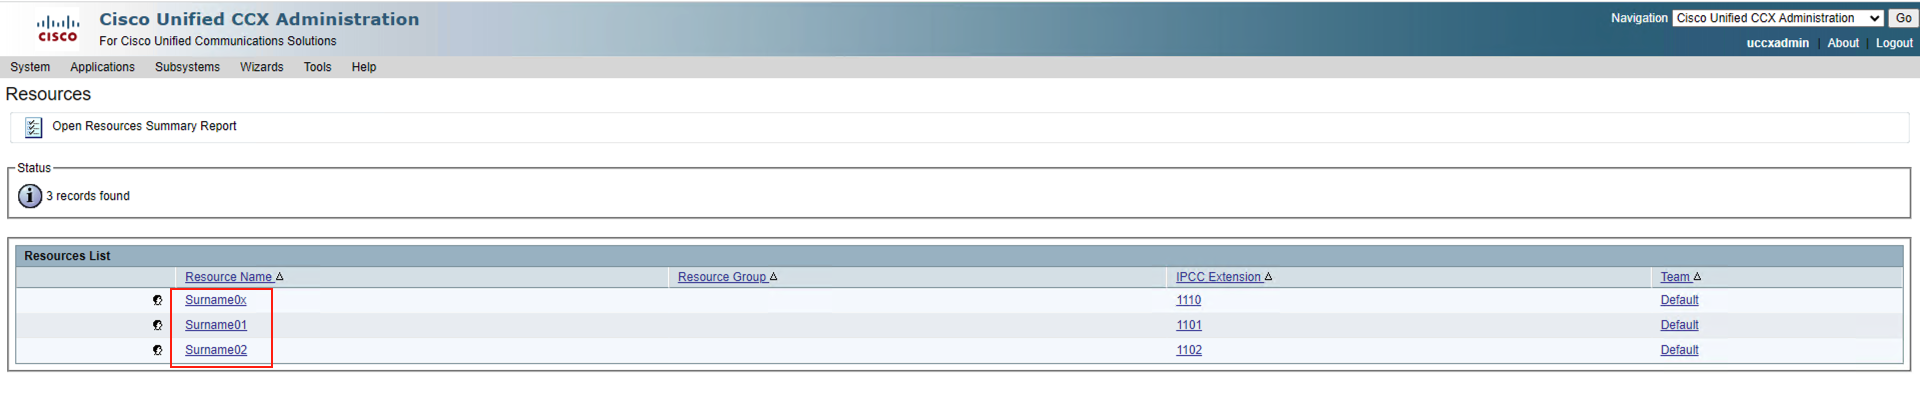 Cisco Unified CCX Administration
For Cisco Unified Communications Solutions
CISCO
Navigation Cisco Unified CCX Administration Go
uccxadmin | About | Logout
System Applications Subsystems Wizards Tools Help
Resources
Open Resources Summary Report
Status
3 records found
Resources List
Resource Name Resource Group IPCC Extension Team
Surname0x 1110 Default
Surname01 1101 Default
Surname02 1102 Default